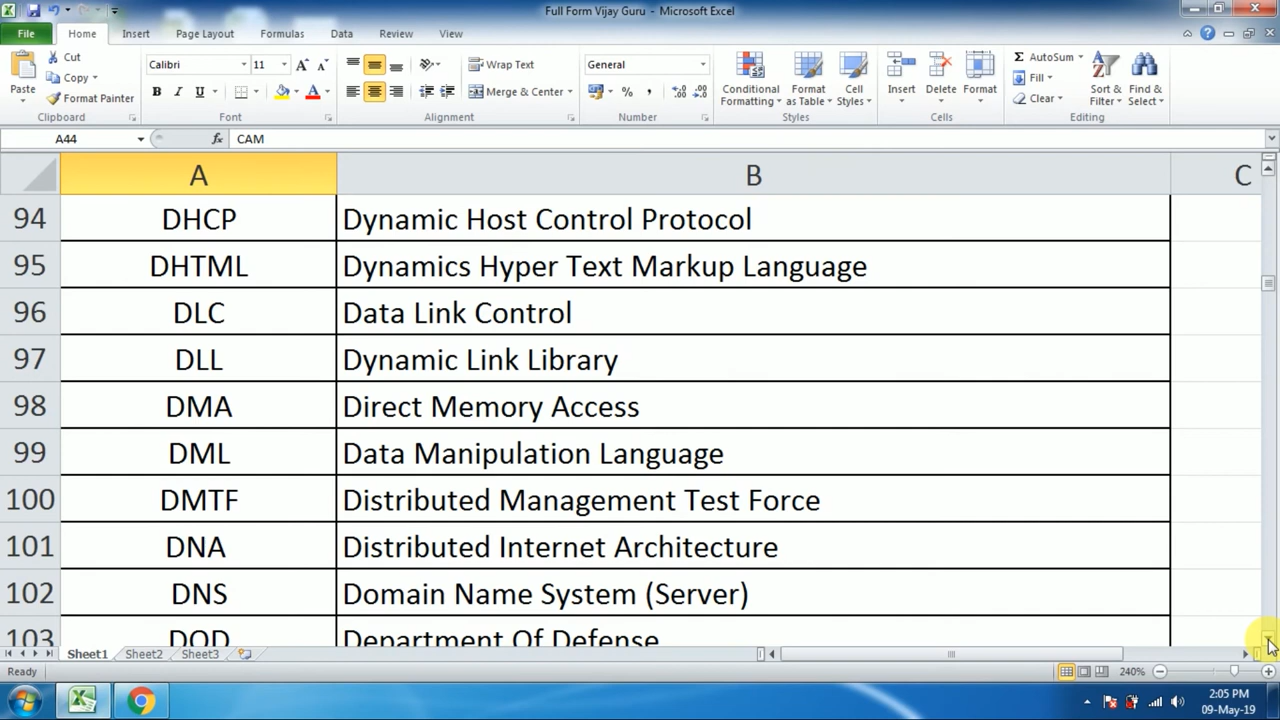 Full Form Vijay Guru - Microsoft Excel
File Home Insert Page Layout Formulas Data Review View
Paste Cut Copy Format Painter Clipboard
Calibri 11 A A B I U A Font
Wrap Text Merge & Center Alignment
General % , Number
Conditional Formatting Format as Table Cell Styles Styles
Insert Delete Format Cells
Σ AutoSum Fill Clear Sort & Filter Find & Select Editing
A44 fx CAM
A B C
94 DHCP Dynamic Host Control Protocol
95 DHTML Dynamics Hyper Text Markup Language
96 DLC Data Link Control
97 DLL Dynamic Link Library
98 DMA Direct Memory Access
99 DML Data Manipulation Language
100 DMTF Distributed Management Test Force
101 DNA Distributed Internet Architecture
102 DNS Domain Name System (Server)
103 DOD Department Of Defense
Sheet1 Sheet2 Sheet3
Ready 240%
2:05 PM
09-May-19